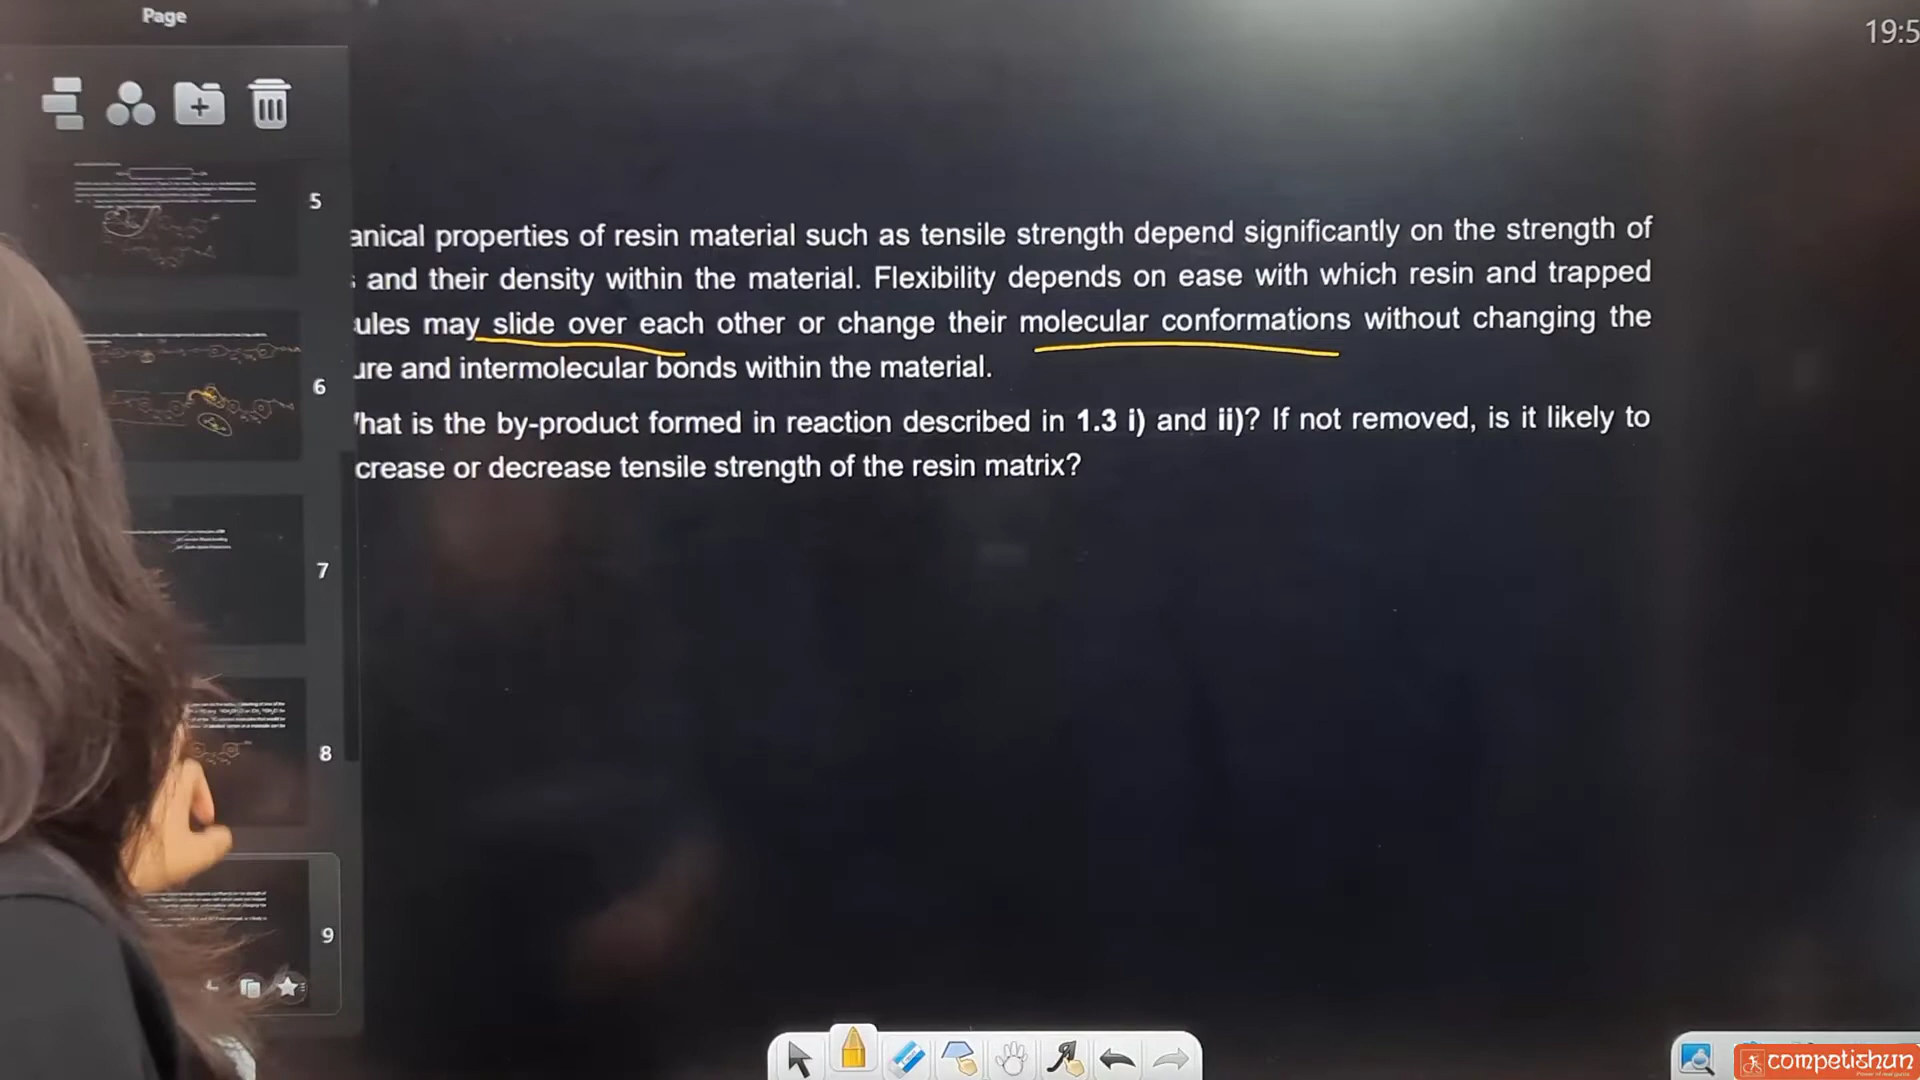 Page
19:5
5
anical properties of resin material such as tensile strength depend significantly on the strength of
and their density within the material. Flexibility depends on ease with which resin and trapped
ules may slide over each other or change their molecular conformations without changing the
ure and intermolecular bonds within the material.
6
hat is the by-product formed in reaction described in 1.3 i) and ii)? If not removed, is it likely to
crease or decrease tensile strength of the resin matrix?
7
8
9
competishun